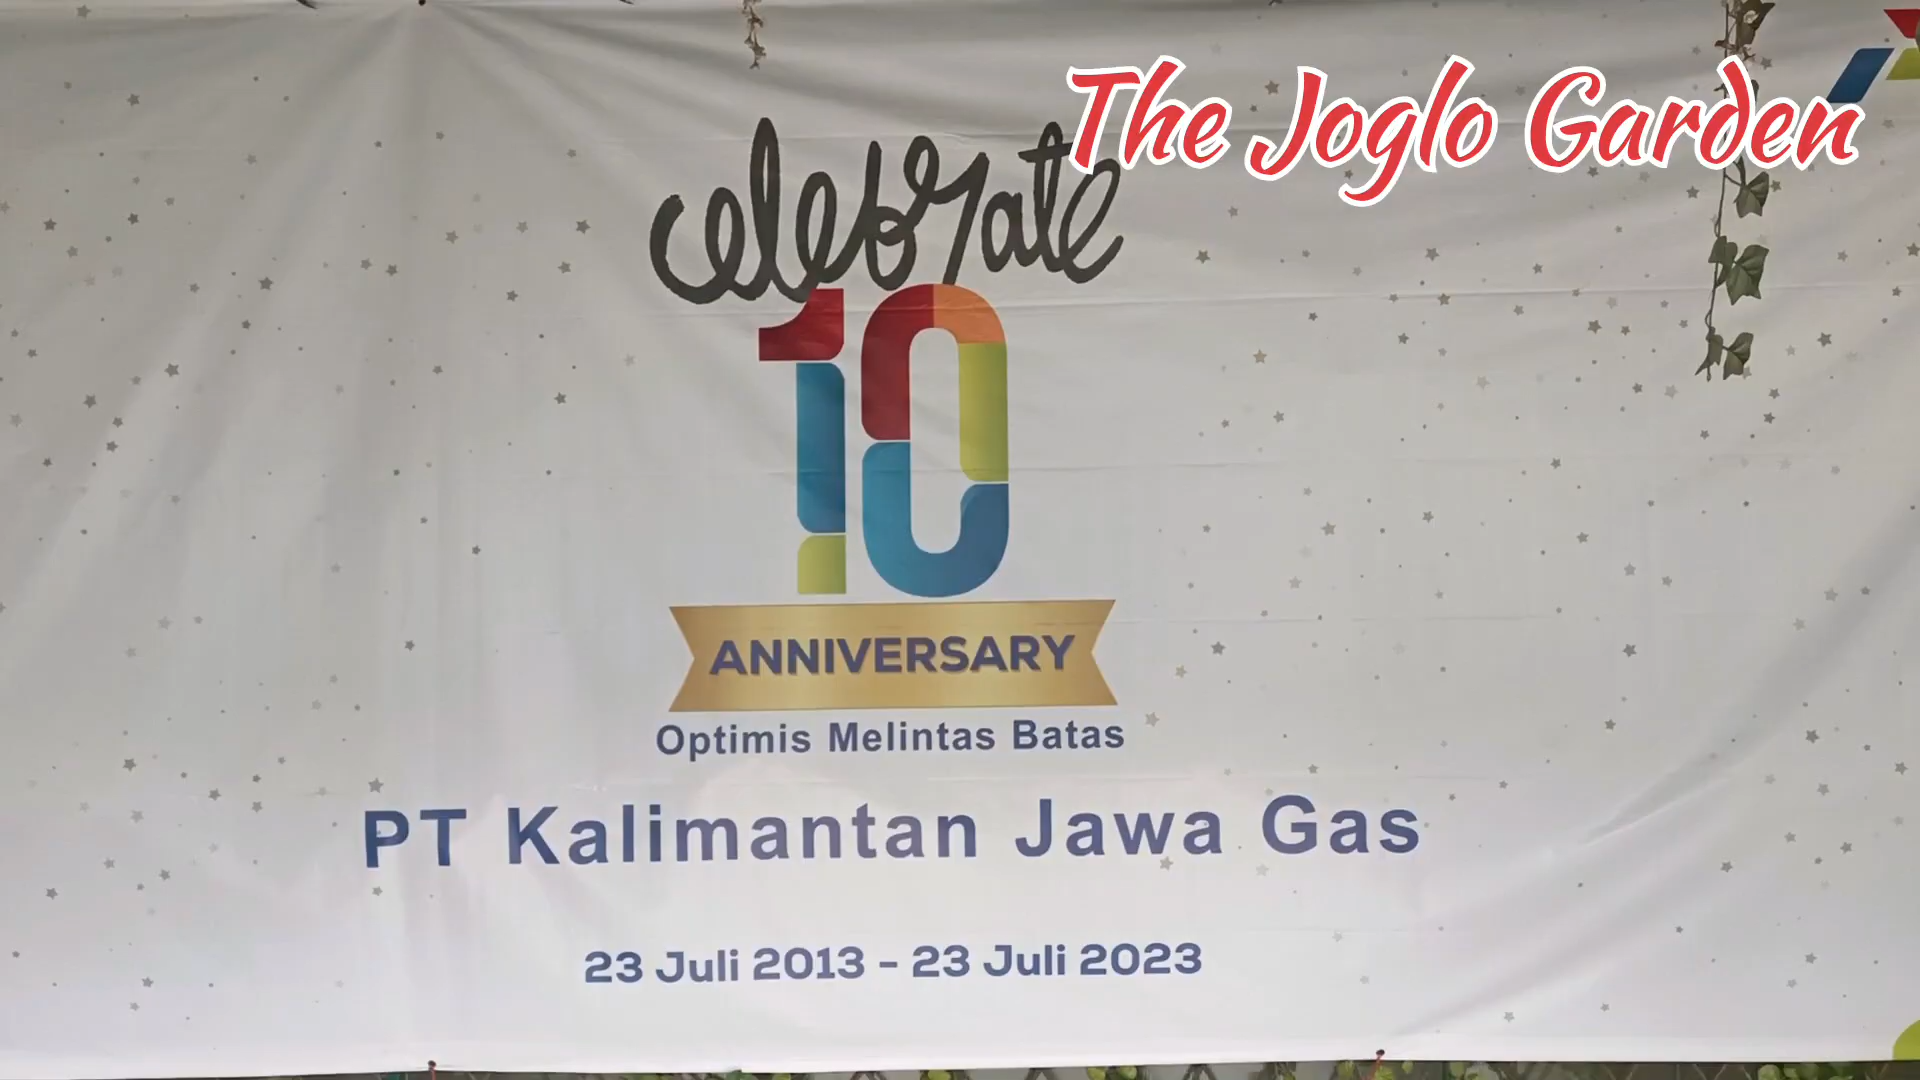 The Joglo Garden
celebrate
10
ANNIVERSARY
Optimis Melintas Batas
PT Kalimantan Jawa Gas
23 Juli 2013 - 23 Juli 2023